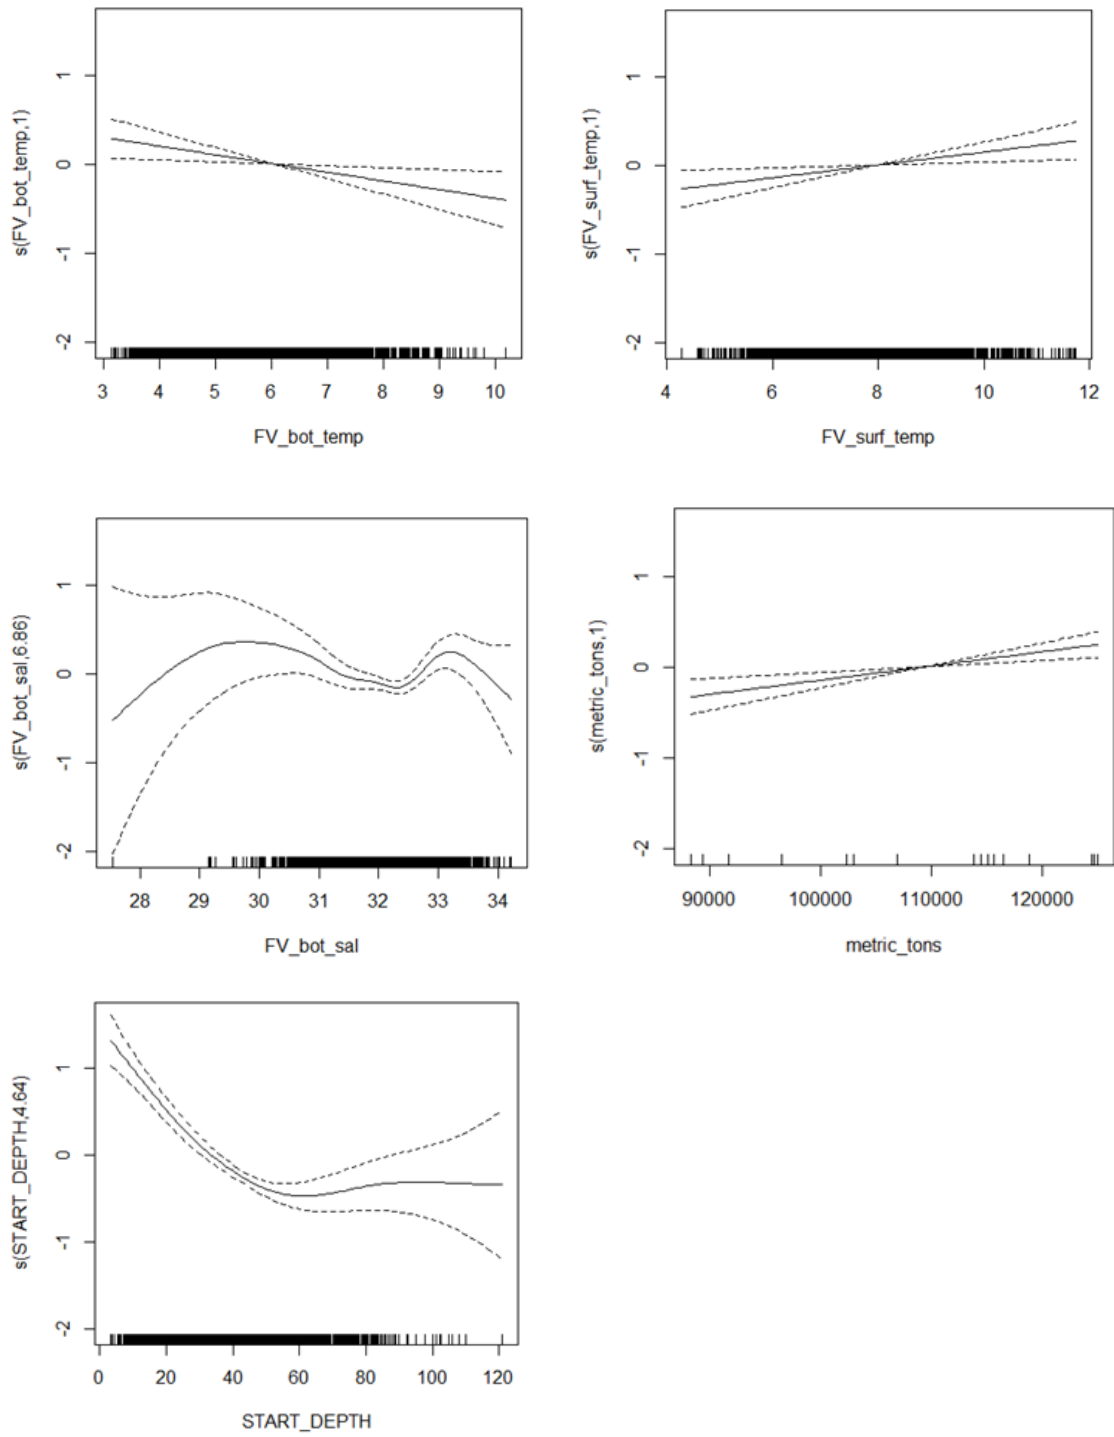 s(FV_bot_temp,1)
1
0
-1
-2
3 4 5 6 7 8 9 10
FV_bot_temp
s(FV_surf_temp,1)
1
0
-1
-2
4 6 8 10 12
FV_surf_temp
s(FV_bot_sal,6.86)
1
0
-1
-2
28 29 30 31 32 33 34
FV_bot_sal
s(metric_tons,1)
1
0
-1
-2
90000 100000 110000 120000
metric_tons
s(START_DEPTH,4.64)
1
0
-1
-2
0 20 40 60 80 100 120
START_DEPTH